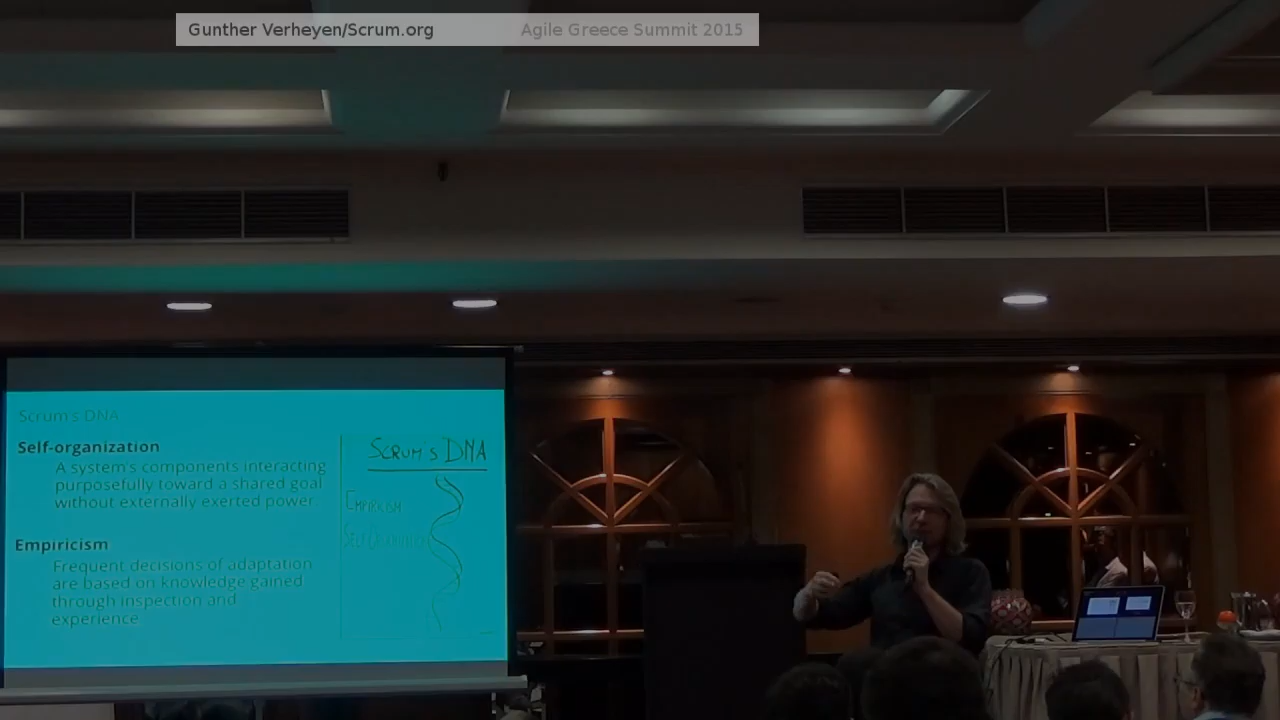 Gunther Verheyen/Scrum.org
Agile Greece Summit 2015
Scrum's DNA
Self-organization
A system's components interacting
purposefully toward a shared goal
without externally exerted power.
Empiricism
Frequent decisions of adaptation
are based on knowledge gained
through inspection and
experience.
SCRUM'S DNA
EMPIRICISM